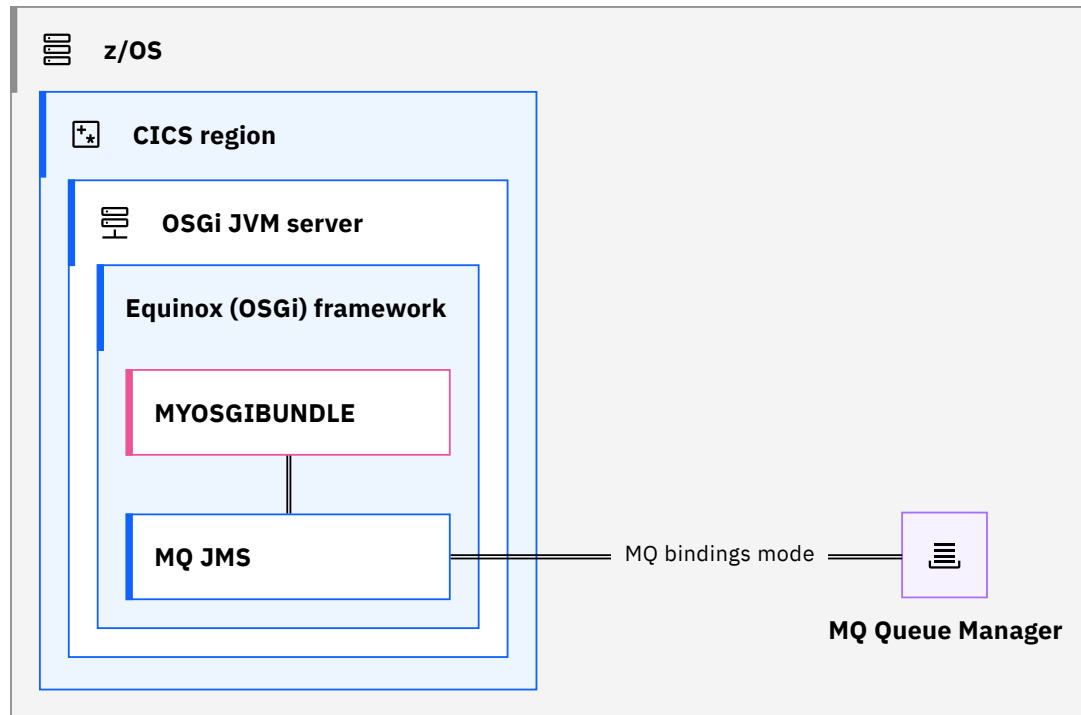 z/OS
CICS region
OSGi JVM server
Equinox (OSGi) framework
MYOSGIBUNDLE
MQ JMS
MQ bindings mode
MQ Queue Manager